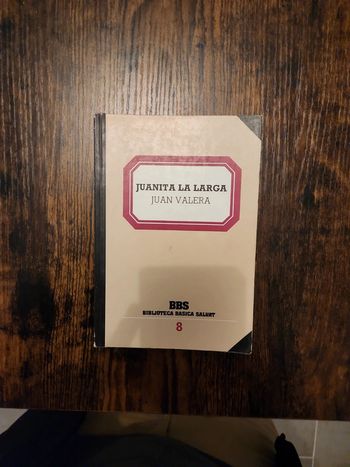 JUANITA LA LARGA
JUAN VALERA
BBS
BIBLIOTECA BASICA SALVAT
8